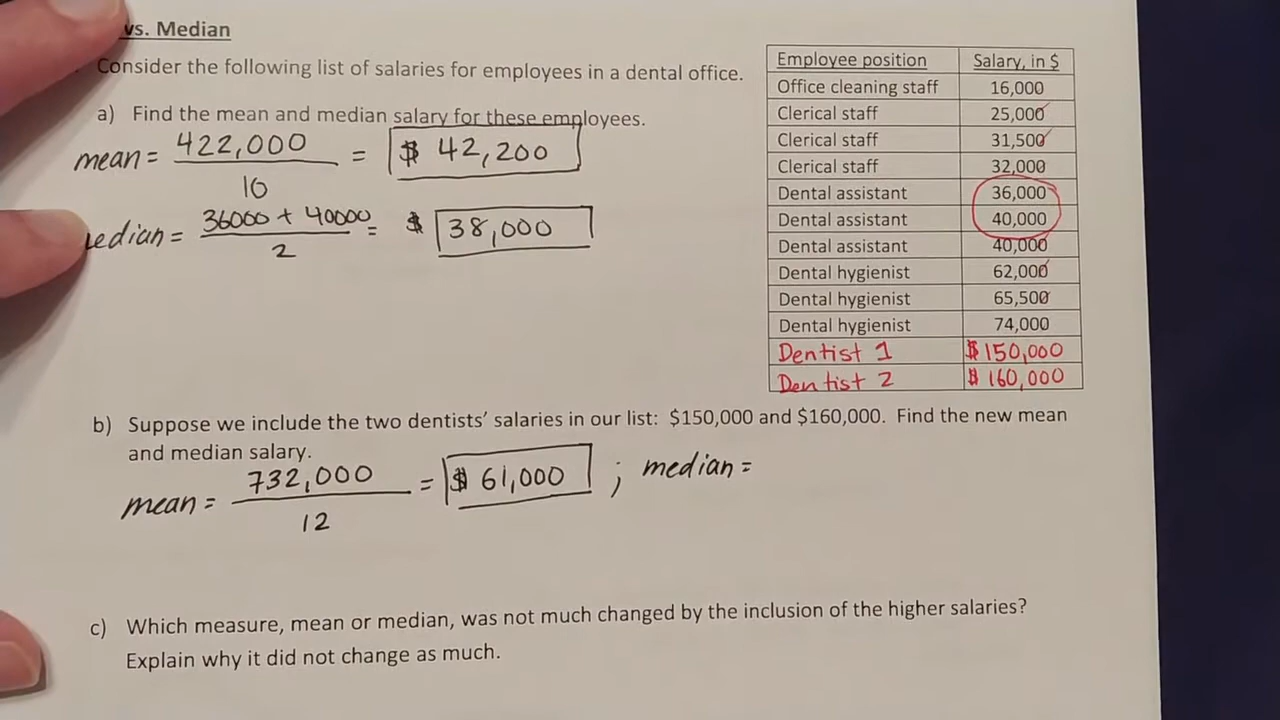 vs. Median
Consider the following list of salaries for employees in a dental office.
a) Find the mean and median salary for these employees.
mean = 422,000 / 10 = $ 42,200
edian = 36000 + 40000 / 2 = $ 38,000
Employee position Salary, in $
Office cleaning staff 16,000
Clerical staff 25,000
Clerical staff 31,500
Clerical staff 32,000
Dental assistant 36,000
Dental assistant 40,000
Dental assistant 40,000
Dental hygienist 62,000
Dental hygienist 65,500
Dental hygienist 74,000
Dentist 1 $150,000
Dentist 2 $ 160,000
b) Suppose we include the two dentists’ salaries in our list: $150,000 and $160,000. Find the new mean
and median salary.
mean = 732,000 / 12 = $ 61,000 ; median =
c) Which measure, mean or median, was not much changed by the inclusion of the higher salaries?
Explain why it did not change as much.